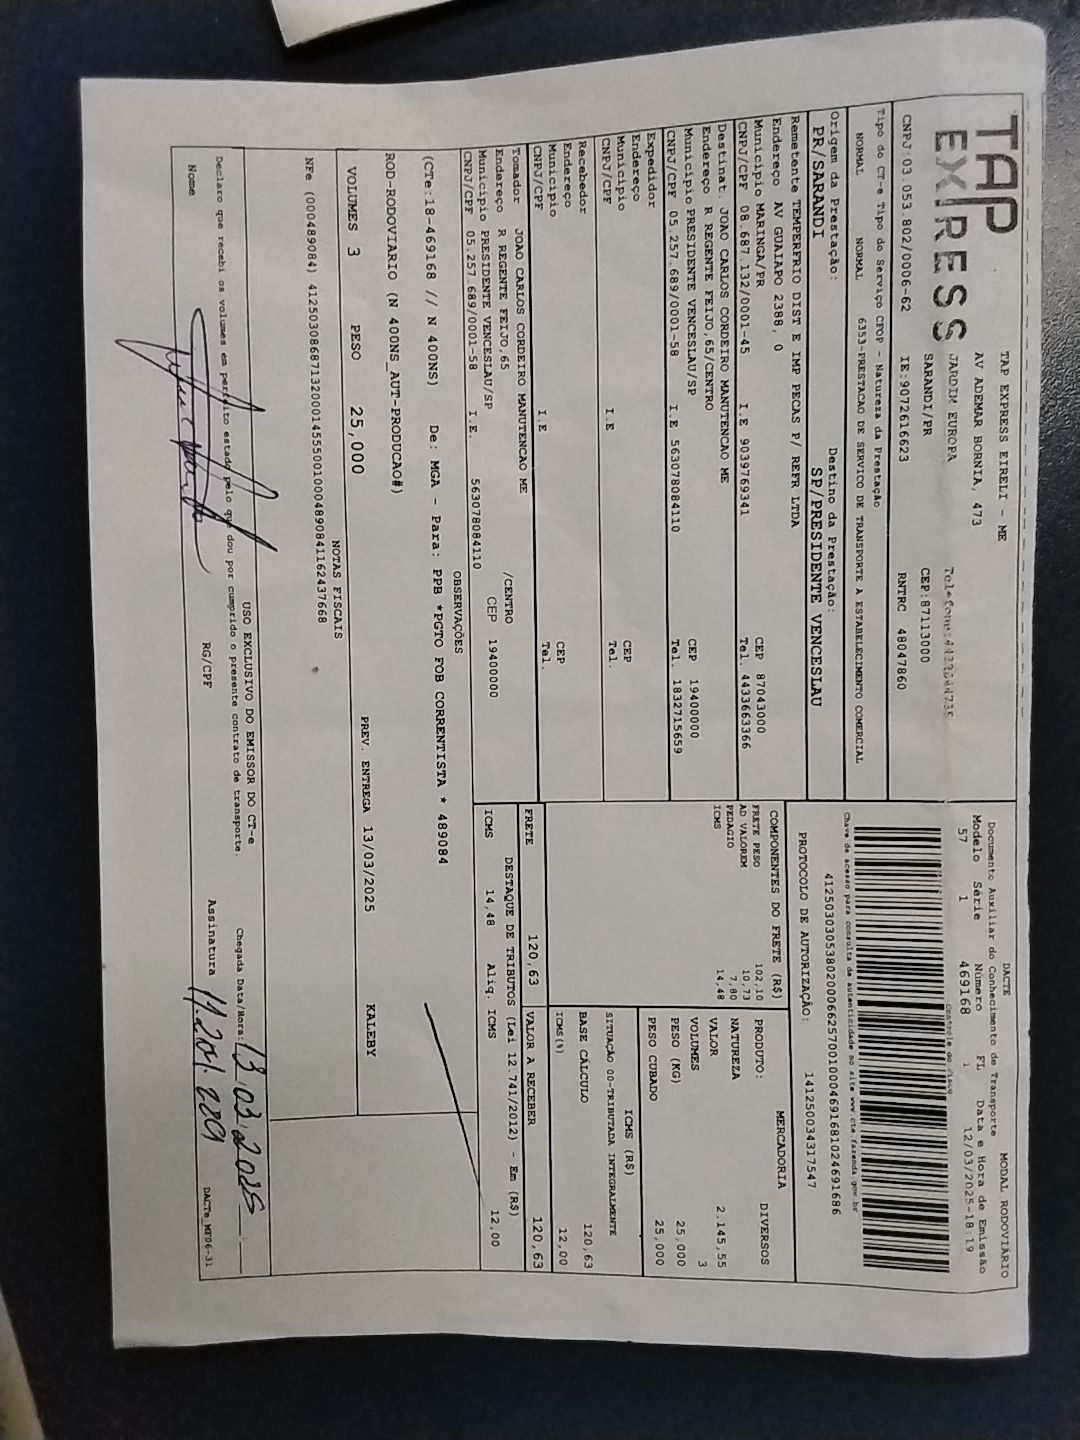 TAP
EXPRESS
TAP EXPRESS EIRELI - ME
AV ADEMAR BORNIA, 473
JARDIM EUROPA
SARANDI/PR CEP:87113000
CNPJ:03.053.802/0006-62 IE:9072616623 RNTRC 48047860
DACTE MODAL RODOVIARIO
Documento Auxiliar do Conhecimento de Transporte
Modelo Série Número FL Data e Hora de Emissão
57 1 469168 1 12/03/2025-18:19
Controle do Fisco
Chave de acesso para consulta de autenticidade no site www.cte.fazenda.gov.br
41250303053802000662570010004691681024691686
PROTOCOLO DE AUTORIZAÇÃO: 141250034317547
Tipo do CT-e Tipo do Serviço CFOP - Natureza da Prestação
NORMAL NORMAL 6353-PRESTACAO DE SERVICO DE TRANSPORTE A ESTABELECIMENTO COMERCIAL
Origem da Prestação: Destino da Prestação:
PR/SARANDI SP/PRESIDENTE VENCESLAU
Remetente TEMPERFRIO DIST E IMP PECAS P/ REFR LTDA
Endereço AV GUAIAPO 2388, 0
Municipio MARINGA/PR CEP 87043000
CNPJ/CPF 08.687.132/0001-45 I.E 9039769341 Tel. 4433663366
Destinat. JOAO CARLOS CORDEIRO MANUTENCAO ME
Endereço R REGENTE FEIJO,65/CENTRO
Municipio PRESIDENTE VENCESLAU/SP CEP 19400000
CNPJ/CPF 05.257.689/0001-58 I.E 563078084110 Tel. 1832715659
Expedidor
Endereço
Municipio CEP
CNPJ/CPF I.E Tel.
Recebedor
Endereço
Municipio CEP
CNPJ/CPF I.E Tel.
Tomador JOAO CARLOS CORDEIRO MANUTENCAO ME
Endereço R REGENTE FEIJO,65 /CENTRO
Municipio PRESIDENTE VENCESLAU/SP CEP 19400000
CNPJ/CPF 05.257.689/0001-58 I.E. 563078084110
COMPONENTES DO FRETE (R$)
FRETE PESO 102,10
AD VALOREM 10,73
PEDAGIO 7,80
ICMS 14,48
MERCADORIA
PRODUTO: DIVERSOS
NATUREZA
VALOR 2.145,55
VOLUMES 3
PESO (KG) 25,000
PESO CUBADO 25,000
ICMS (R$)
SITUAÇÃO 00-TRIBUTADA INTEGRALMENTE
BASE CÁLCULO 120,63
ICMS(%) 12,00
FRETE 120,63 VALOR A RECEBER 120,63
DESTAQUE DE TRIBUTOS (Lei 12.741/2012) - Em (R$)
ICMS 14,48 Aliq. ICMS 12,00
OBSERVAÇÕES
(CTe:18-469168 // N 400NS) De: MGA - Para: PPB *PGTO FOB CORRENTISTA * 489084
ROD-RODOVIARIO (N 400NS_AUT-PRODUCAO#)
VOLUMES 3 PESO 25,000 PREV. ENTREGA 13/03/2025 KALEBY
NOTAS FISCAIS
NFe (000489084) 41250308687132000145550010004890841162437668
USO EXCLUSIVO DO EMISSOR DO CT-e
Declaro que recebi os volumes em perfeito estado pelo que dou por cumprido o presente contrato de transporte. Chegada Data/Hora: 13.03.2025
Nome RG/CPF Assinatura DACTe_MFD6-31